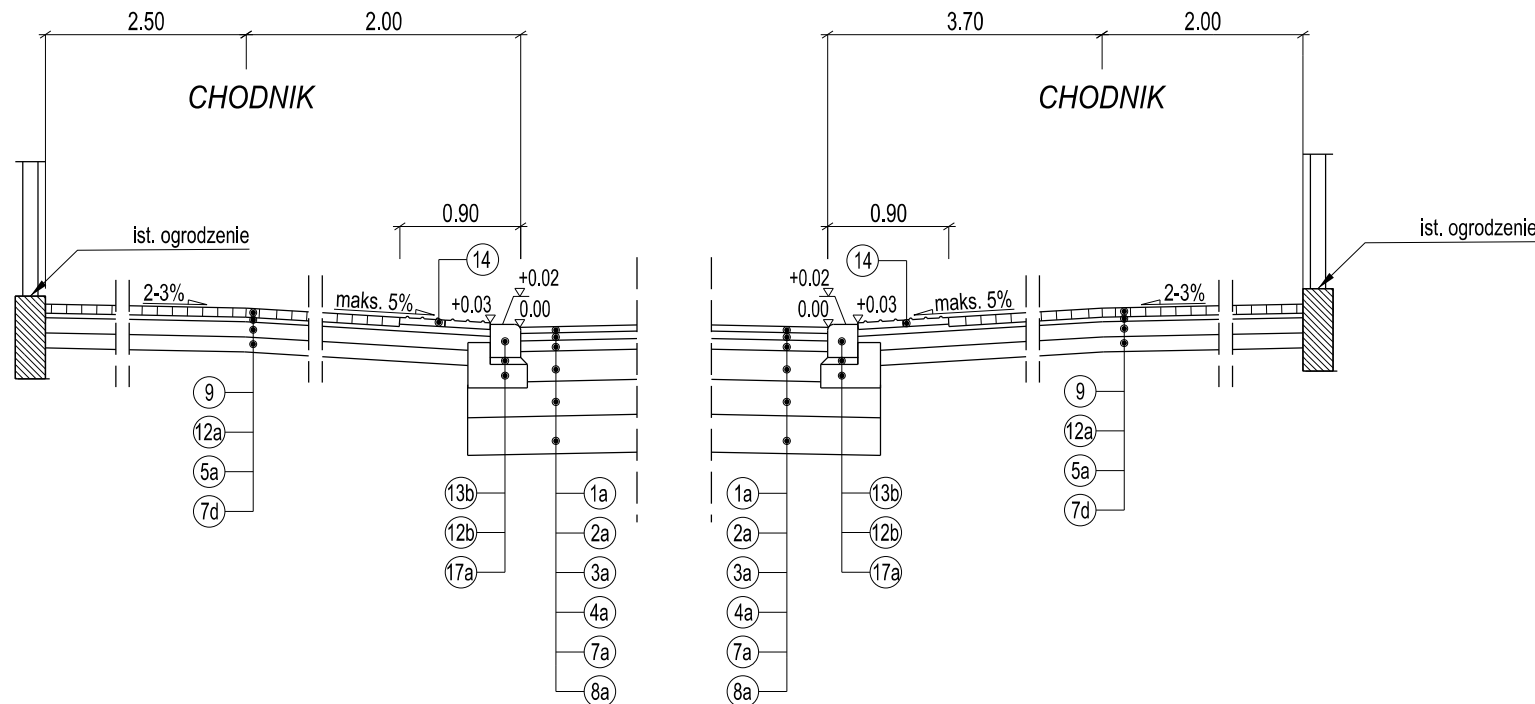 2.50 2.00 3.70 2.00
CHODNIK CHODNIK
0.90 0.90
ist. ogrodzenie ist. ogrodzenie
14 14
+0.02 +0.02
2-3% maks. 5% +0.03 0.00 0.00 +0.03 maks. 5% 2-3%
9 9
12a 12a
5a 5a
7d 13b 1a 1a 13b 7d
12b 2a 2a 12b
17a 3a 3a 17a
4a 4a
7a 7a
8a 8a